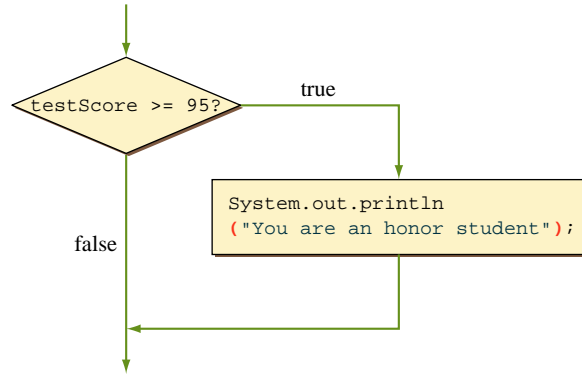 testScore >= 95?
true
System.out.println
("You are an honor student");
false